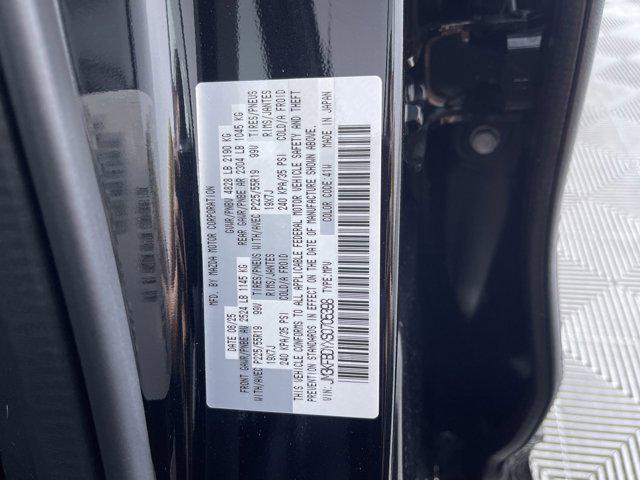 MFD. BY MAZDA MOTOR CORPORATION
DATE 06/25 GVWR/PNBV 4828 LB 2190 KG
FRONT GAWR/PNBE AV 2524 LB 1145 KG REAR GAWR/PNBE AR 2304 LB 1045 KG
WITH/AVEC P225/55R19 99V TIRES/PNEUS WITH/AVEC P225/55R19 99V TIRES/PNEUS
19X7J RIMS/JANTES 19X7J RIMS/JANTES
240 KPA/35 PSI COLD/A FROID 240 KPA/35 PSI COLD/A FROID
THIS VEHICLE CONFORMS TO ALL APPLICABLE FEDERAL MOTOR VEHICLE SAFETY AND THEFT
PREVENTION STANDARDS IN EFFECT ON THE DATE OF MANUFACTURE SHOWN ABOVE.
COLOR CODE:41W MADE IN JAPAN
VIN: TYPE:MPV